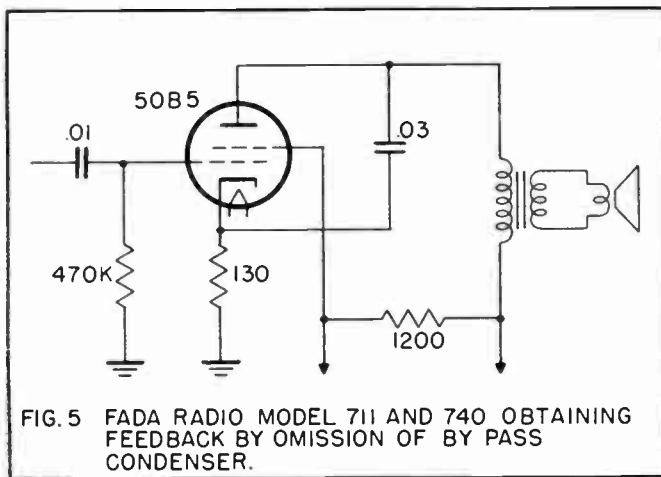 50B5
.01
.03
470K
130
1200
FIG. 5 FADA RADIO MODEL 711 AND 740 OBTAINING
FEEDBACK BY OMISSION OF BY PASS
CONDENSER.